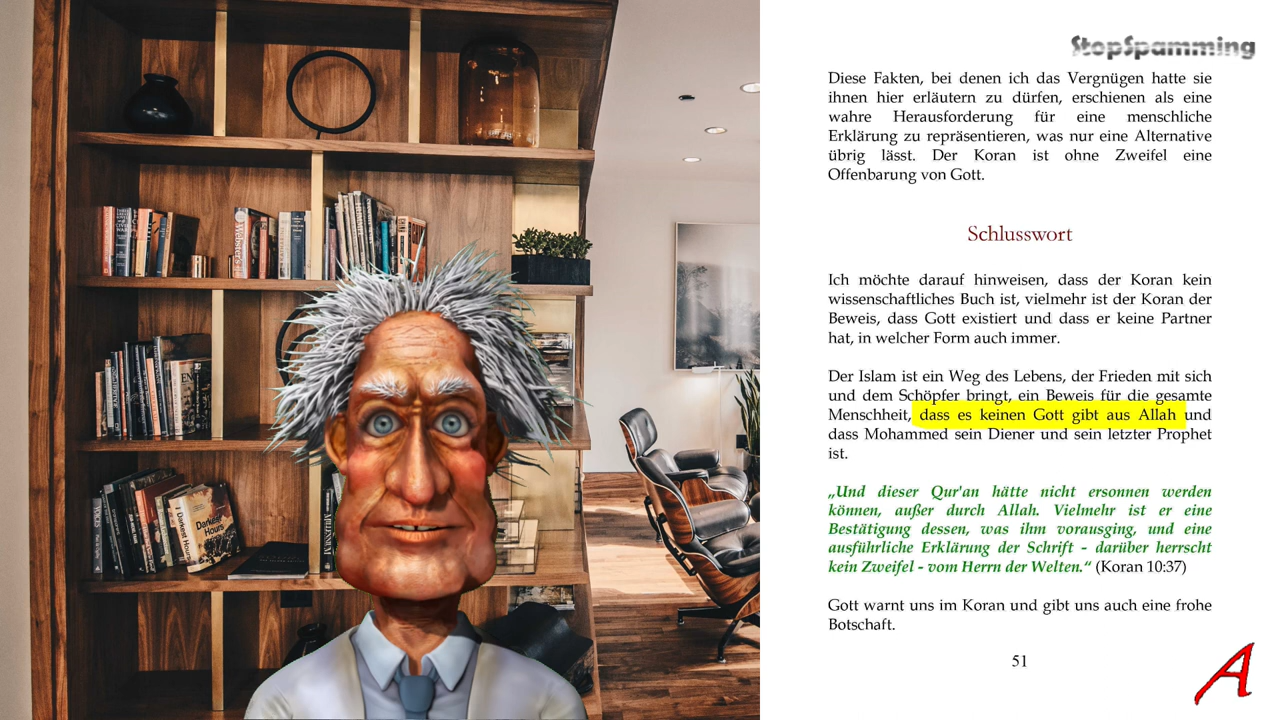 StopSpamming
Diese Fakten, bei denen ich das Vergnügen hatte sie
ihnen hier erläutern zu dürfen, erschienen als eine
wahre Herausforderung für eine menschliche
Erklärung zu repräsentieren, was nur eine Alternative
übrig lässt. Der Koran ist ohne Zweifel eine
Offenbarung von Gott.
Schlusswort
Ich möchte darauf hinweisen, dass der Koran kein
wissenschaftliches Buch ist, vielmehr ist der Koran der
Beweis, dass Gott existiert und dass er keine Partner
hat, in welcher Form auch immer.
Der Islam ist ein Weg des Lebens, der Frieden mit sich
und dem Schöpfer bringt, ein Beweis für die gesamte
Menschheit, dass es keinen Gott gibt aus Allah und
dass Mohammed sein Diener und sein letzter Prophet
ist.
„Und dieser Qur'an hätte nicht ersonnen werden
können, außer durch Allah. Vielmehr ist er eine
Bestätigung dessen, was ihm vorausging, und eine
ausführliche Erklärung der Schrift - darüber herrscht
kein Zweifel - vom Herrn der Welten.“ (Koran 10:37)
Gott warnt uns im Koran und gibt uns auch eine frohe
Botschaft.
51
A
Darkest
Hours